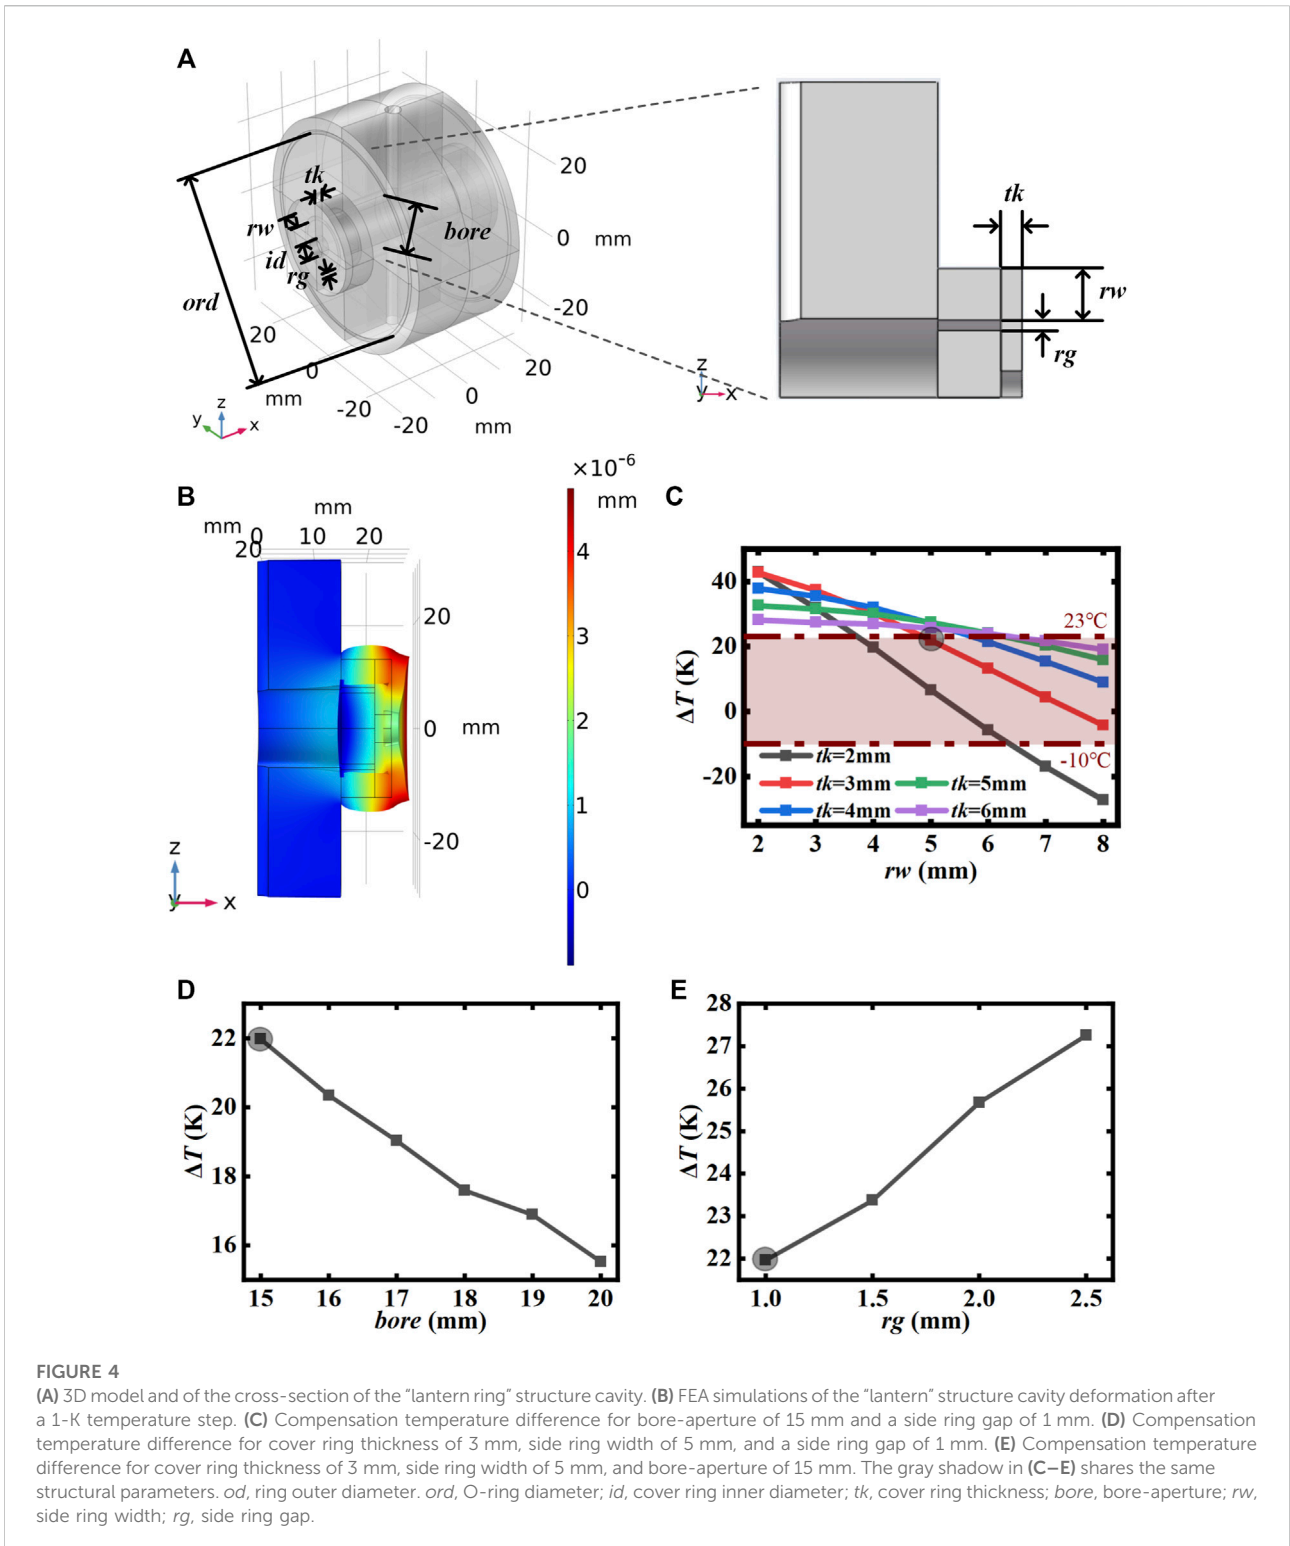 A
tk
rw
id
rg
ord
bore
20
0 mm
-20
20
0
mm
-20
-20
0
20
mm
z
y
x
tk
rw
rg
z
y
x
B
×10⁻⁶
mm
mm
mm 0 10 20
20
20
0 mm
-20
4
3
2
1
0
z
y
x
C
ΔT (K)
40
20
0
-20
23℃
-10℃
tk=2mm
tk=3mm
tk=5mm
tk=4mm
tk=6mm
2 3 4 5 6 7 8
rw (mm)
D
ΔT (K)
22
20
18
16
15 16 17 18 19 20
bore (mm)
E
ΔT (K)
28
27
26
25
24
23
22
1.0 1.5 2.0 2.5
rg (mm)
FIGURE 4
(A) 3D model and of the cross-section of the “lantern ring” structure cavity. (B) FEA simulations of the “lantern” structure cavity deformation after
a 1-K temperature step. (C) Compensation temperature difference for bore-aperture of 15 mm and a side ring gap of 1 mm. (D) Compensation
temperature difference for cover ring thickness of 3 mm, side ring width of 5 mm, and a side ring gap of 1 mm. (E) Compensation temperature
difference for cover ring thickness of 3 mm, side ring width of 5 mm, and bore-aperture of 15 mm. The gray shadow in (C–E) shares the same
structural parameters. od, ring outer diameter. ord, O-ring diameter; id, cover ring inner diameter; tk, cover ring thickness; bore, bore-aperture; rw,
side ring width; rg, side ring gap.